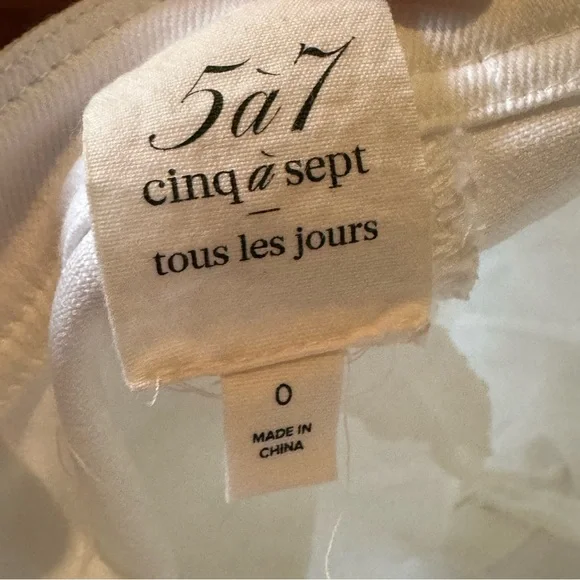 5à7
cinq à sept
tous les jours
0
MADE IN
CHINA